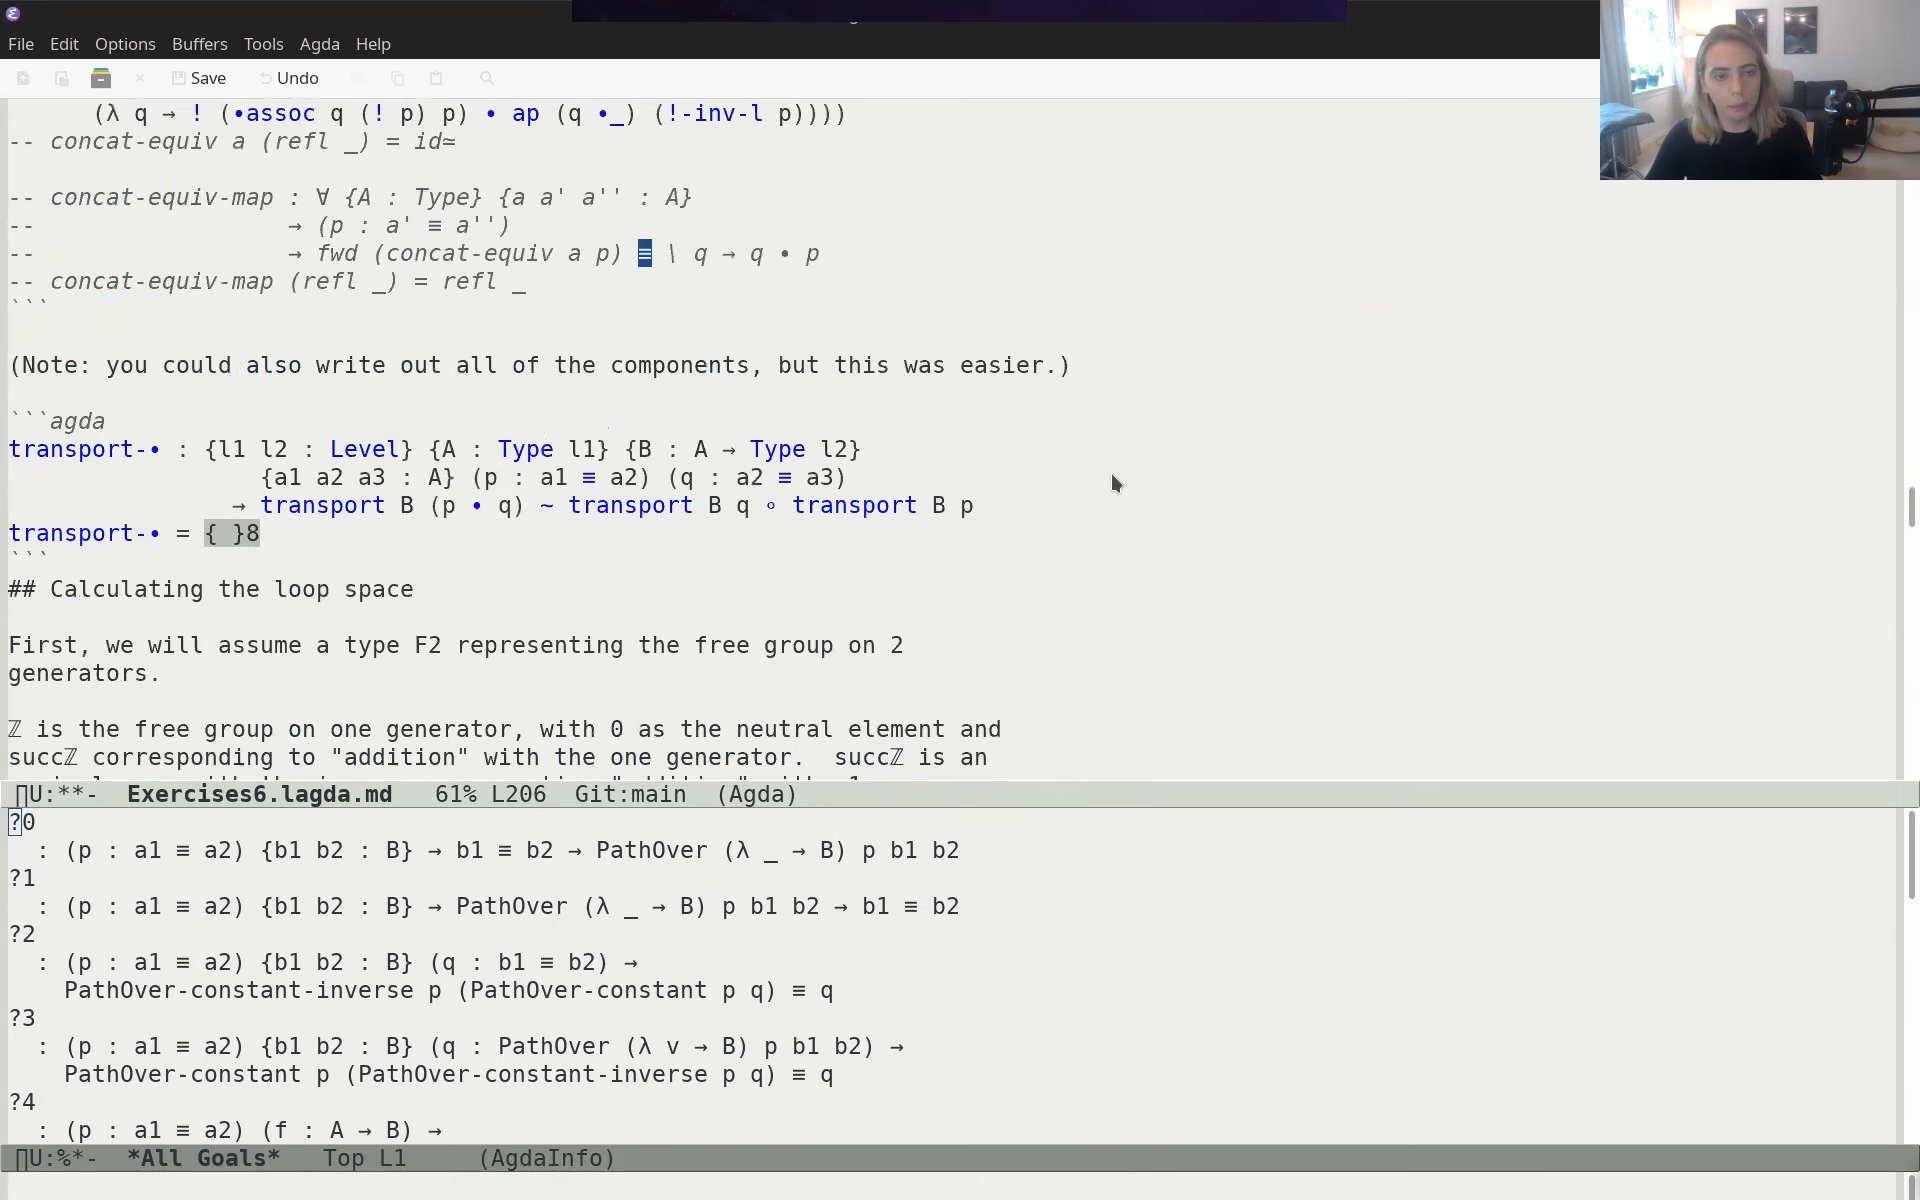 File Edit Options Buffers Tools Agda Help
Save Undo
(λ q → ! (•assoc q (! p) p) • ap (q •_) (!-inv-l p))))
-- concat-equiv a (refl _) = id≃
-- concat-equiv-map : ∀ {A : Type} {a a' a'' : A}
-- → (p : a' ≡ a'')
-- → fwd (concat-equiv a p) ≡ \ q → q • p
-- concat-equiv-map (refl _) = refl _
```
(Note: you could also write out all of the components, but this was easier.)
```agda
transport-• : {l1 l2 : Level} {A : Type l1} {B : A → Type l2}
{a1 a2 a3 : A} (p : a1 ≡ a2) (q : a2 ≡ a3)
→ transport B (p • q) ∼ transport B q ∘ transport B p
transport-• = { }8
```
## Calculating the loop space
First, we will assume a type F2 representing the free group on 2
generators.
ℤ is the free group on one generator, with 0 as the neutral element and
succℤ corresponding to "addition" with the one generator.  succℤ is an
∏U:**-  Exercises6.lagda.md   61% L206  Git:main  (Agda)
?0
: (p : a1 ≡ a2) {b1 b2 : B} → b1 ≡ b2 → PathOver (λ _ → B) p b1 b2
?1
: (p : a1 ≡ a2) {b1 b2 : B} → PathOver (λ _ → B) p b1 b2 → b1 ≡ b2
?2
: (p : a1 ≡ a2) {b1 b2 : B} (q : b1 ≡ b2) →
PathOver-constant-inverse p (PathOver-constant p q) ≡ q
?3
: (p : a1 ≡ a2) {b1 b2 : B} (q : PathOver (λ v → B) p b1 b2) →
PathOver-constant p (PathOver-constant-inverse p q) ≡ q
?4
: (p : a1 ≡ a2) (f : A → B) →
∏U:%*-  *All Goals*   Top L1     (AgdaInfo)